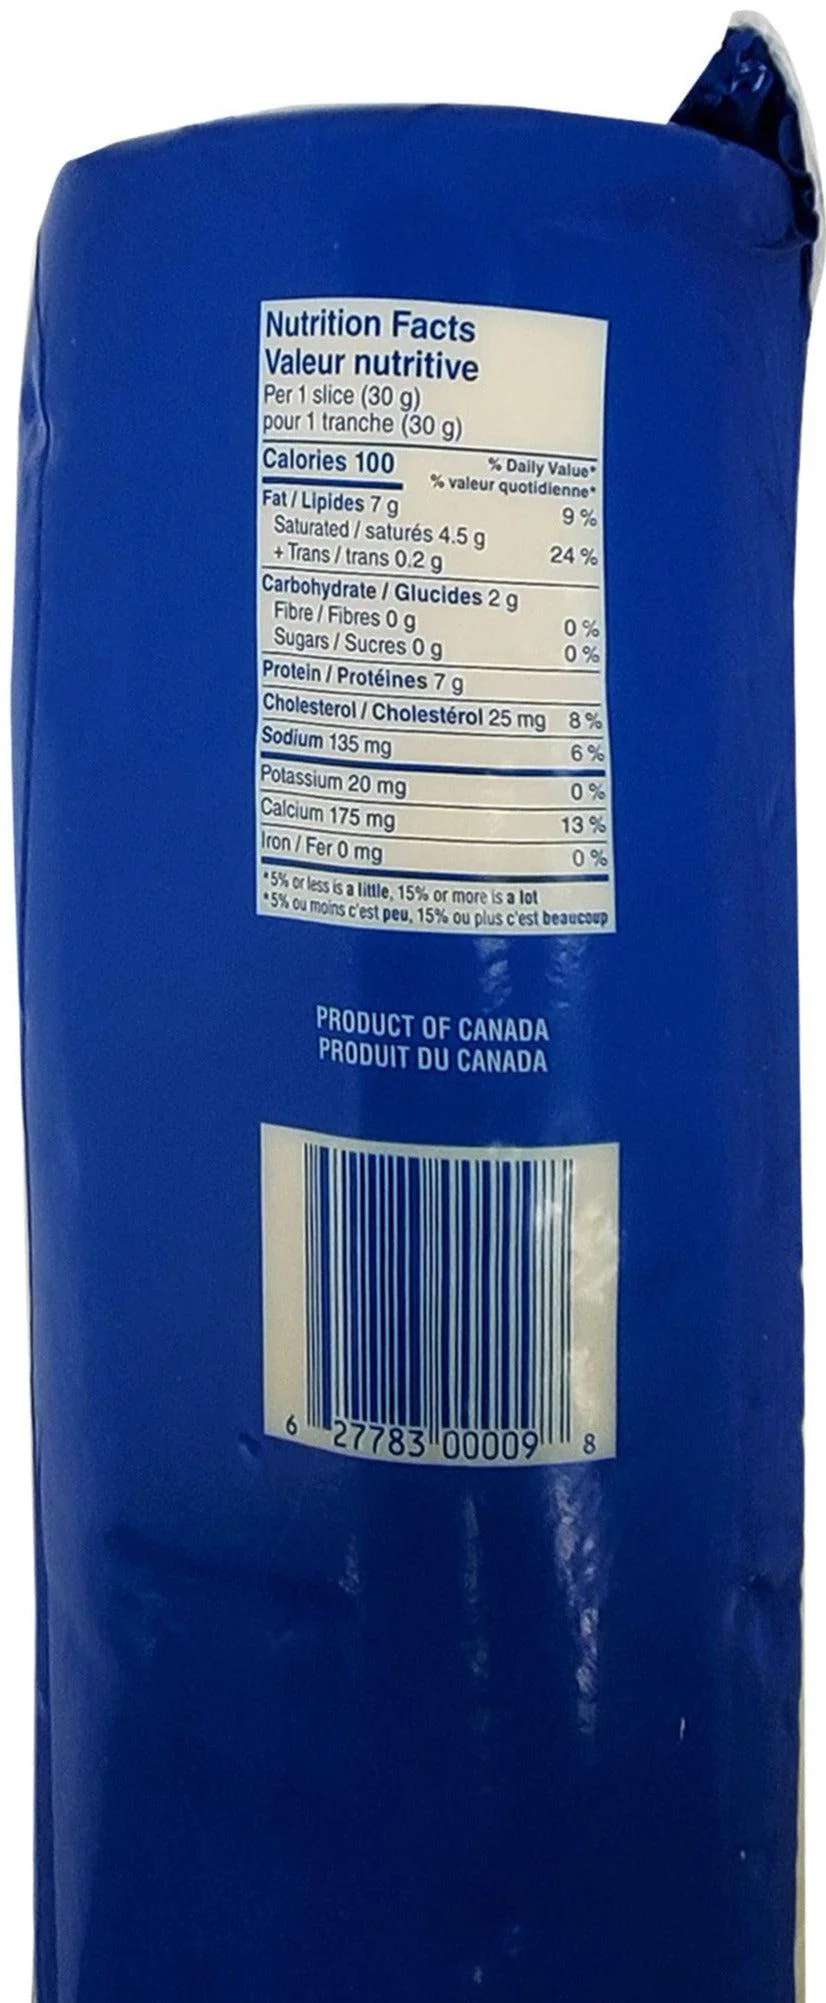 Nutrition Facts
Valeur nutritive
Per 1 slice (30 g)
pour 1 tranche (30 g)
Calories 100
% Daily Value*
% valeur quotidienne*
Fat / Lipides 7 g 9 %
Saturated / saturés 4.5 g
+ Trans / trans 0.2 g 24 %
Carbohydrate / Glucides 2 g
Fibre / Fibres 0 g 0 %
Sugars / Sucres 0 g 0 %
Protein / Protéines 7 g
Cholesterol / Cholestérol 25 mg 8 %
Sodium 135 mg 6 %
Potassium 20 mg 0 %
Calcium 175 mg 13 %
Iron / Fer 0 mg 0 %
*5% or less is a little, 15% or more is a lot
*5% ou moins c'est peu, 15% ou plus c'est beaucoup
PRODUCT OF CANADA
PRODUIT DU CANADA
6 27783 00009 8